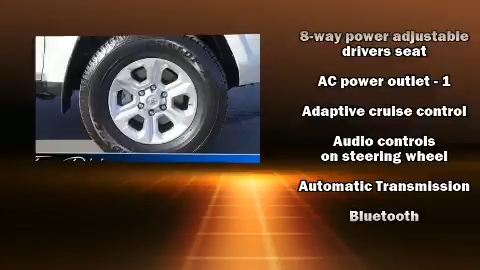 8-way power adjustable
drivers seat
AC power outlet - 1
Adaptive cruise control
Audio controls
on steering wheel
Automatic Transmission
Bluetooth